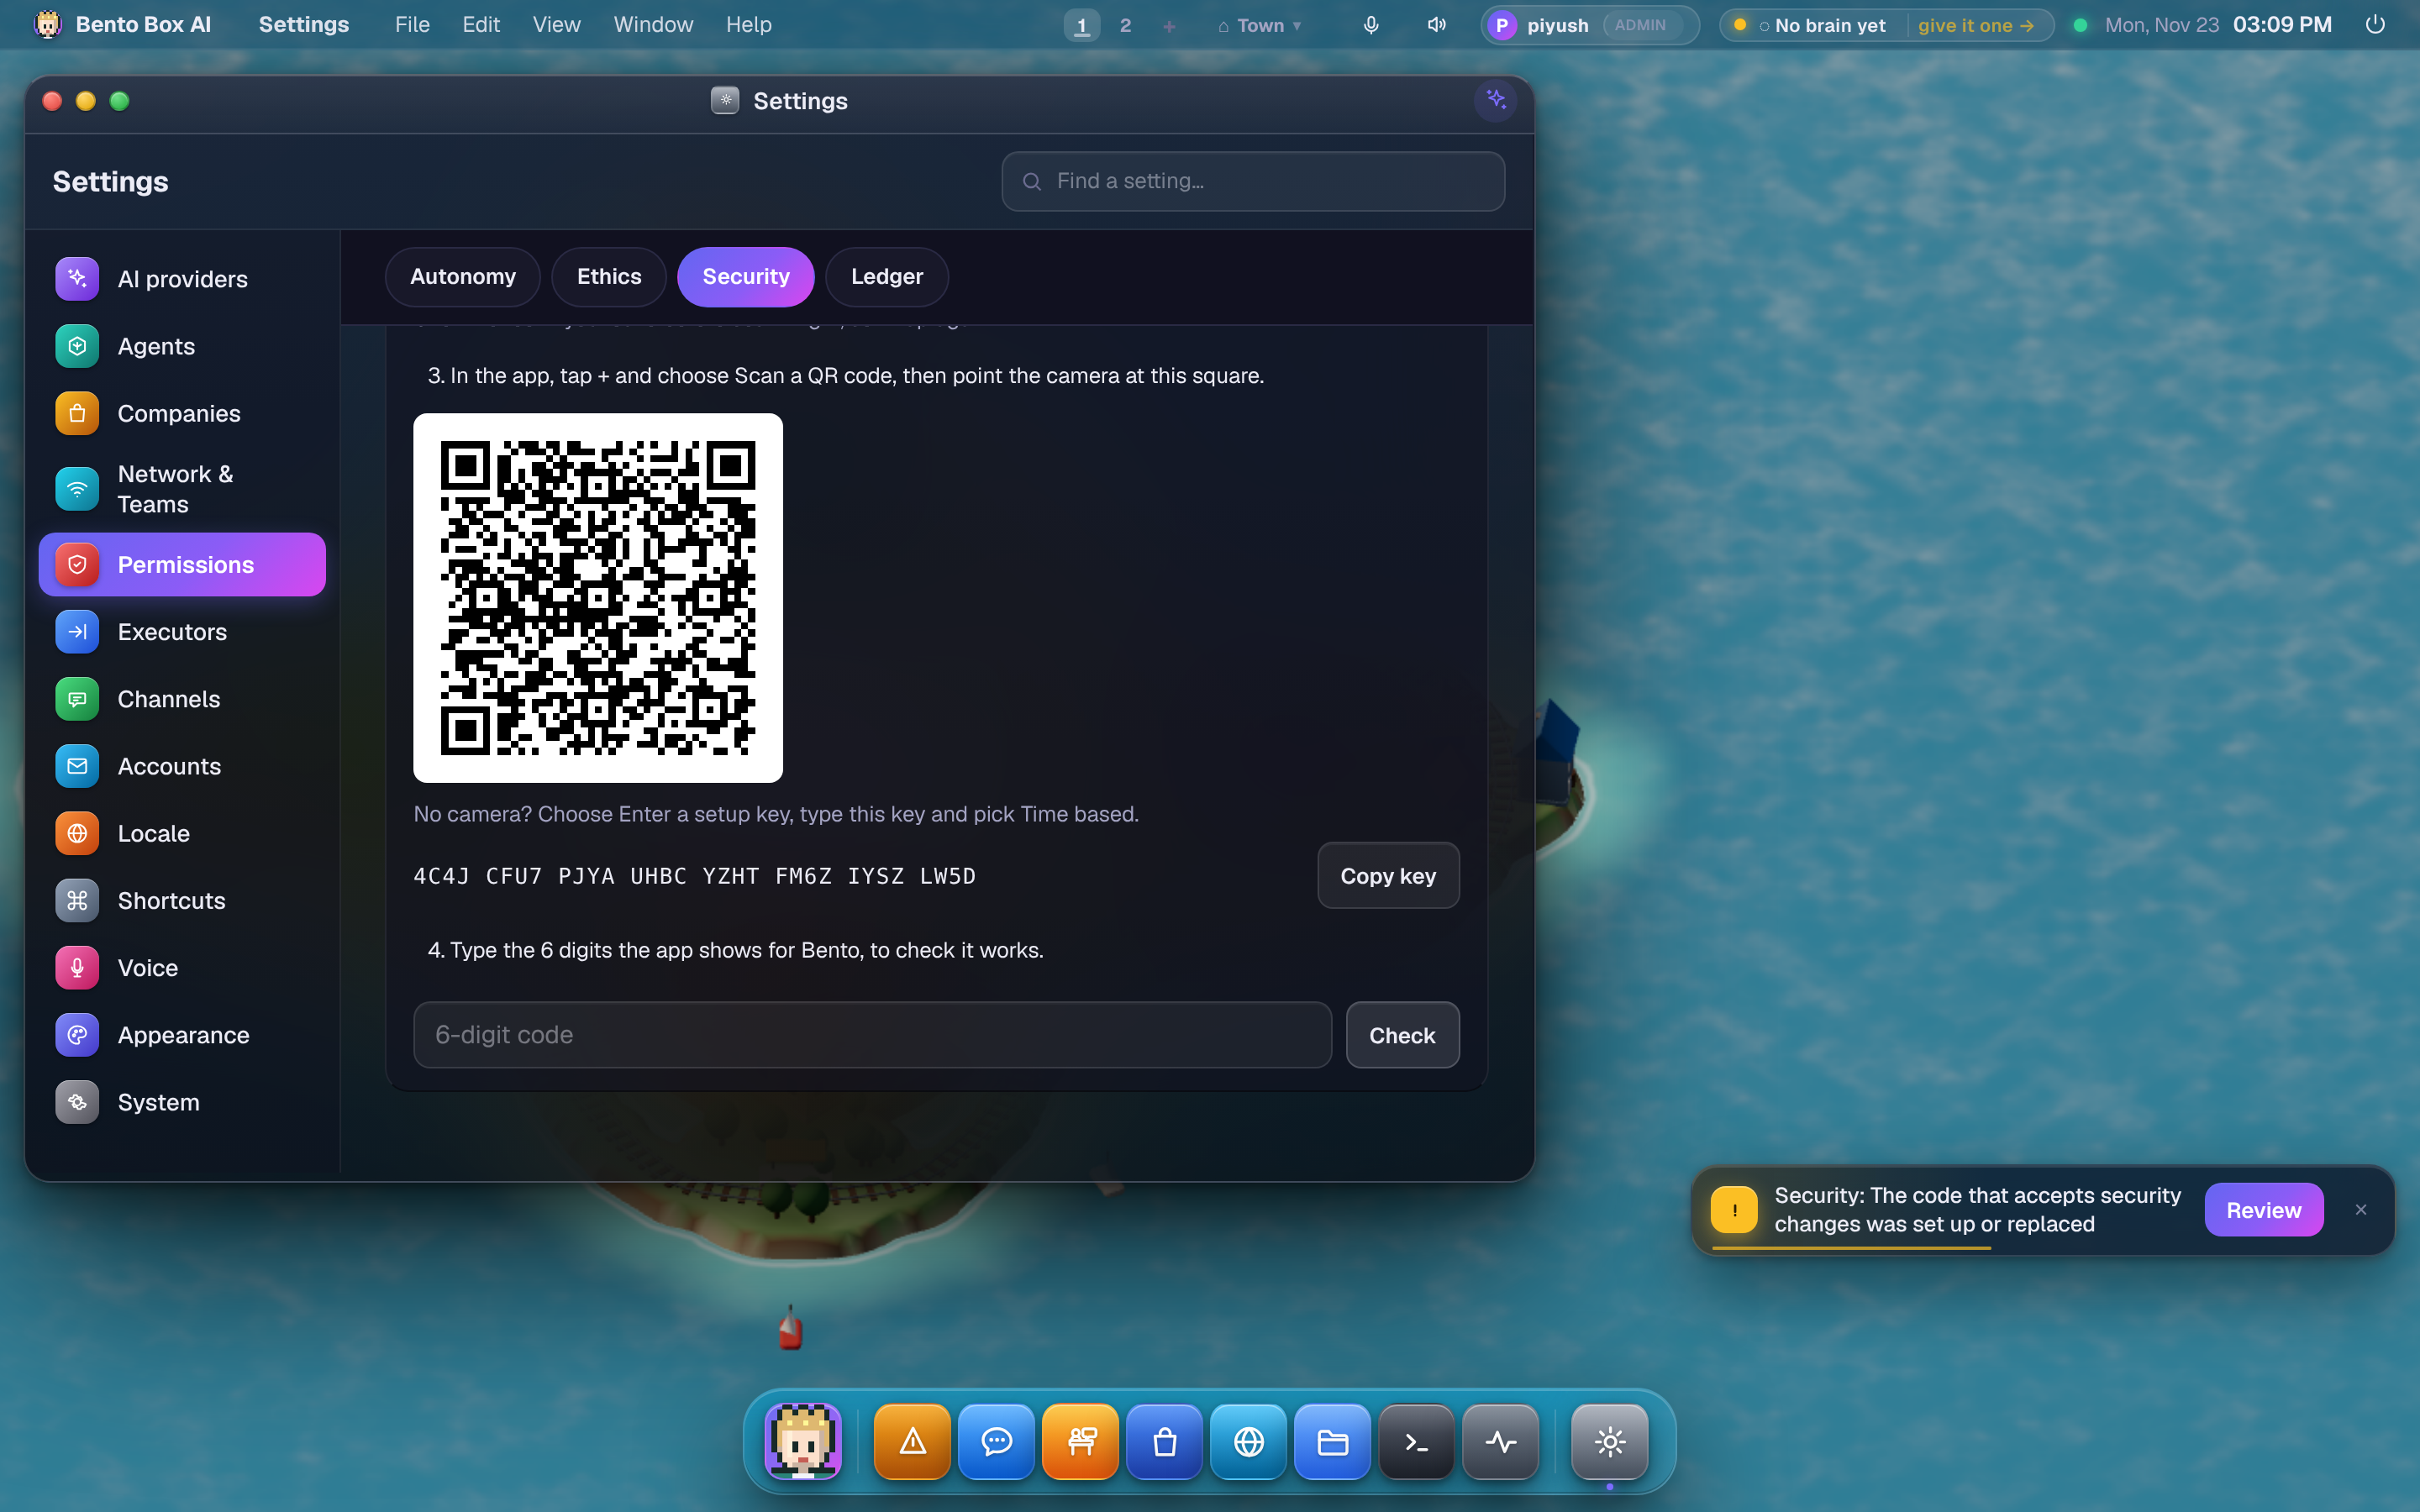 Bento Box AI Settings File Edit View Window Help 1 2 + Town P piyush ADMIN No brain yet give it one → Mon, Nov 23 03:09 PM
Settings
Settings
Find a setting...
AI providers
Agents
Companies
Network &
Teams
Permissions
Executors
Channels
Accounts
Locale
Shortcuts
Voice
Appearance
System
Autonomy Ethics Security Ledger
3. In the app, tap + and choose Scan a QR code, then point the camera at this square.
No camera? Choose Enter a setup key, type this key and pick Time based.
4C4J CFU7 PJYA UHBC YZHT FM6Z IYSZ LW5D
Copy key
4. Type the 6 digits the app shows for Bento, to check it works.
6-digit code
Check
! Security: The code that accepts security
changes was set up or replaced
Review